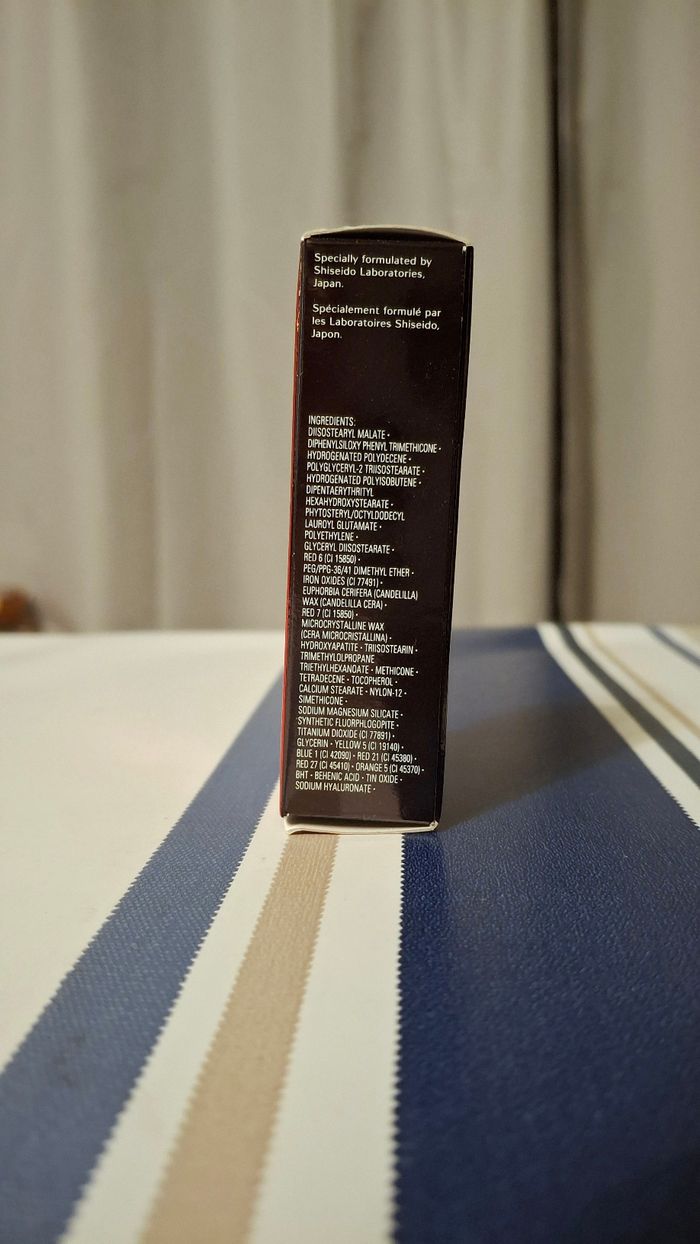 Specially formulated by
Shiseido Laboratories,
Japan.
Spécialement formulé par
les Laboratoires Shiseido,
Japon.
INGREDIENTS:
DIISOSTEARYL MALATE •
DIPHENYLSILOXY PHENYL TRIMETHICONE •
HYDROGENATED POLYDECENE •
POLYGLYCERYL-2 TRIISOSTEARATE •
HYDROGENATED POLYISOBUTENE •
DIPENTAERYTHRITYL
HEXAHYDROXYSTEARATE •
PHYTOSTERYL/OCTYLDODECYL
LAUROYL GLUTAMATE •
POLYETHYLENE •
GLYCERYL DIISOSTEARATE •
RED 6 (CI 15850) •
PEG/PPG-36/41 DIMETHYL ETHER •
IRON OXIDES (CI 77491) •
EUPHORBIA CERIFERA (CANDELILLA)
WAX (CANDELILLA CERA) •
RED 7 (CI 15850) •
MICROCRYSTALLINE WAX
(CERA MICROCRISTALLINA) •
HYDROXYAPATITE • TRIISOSTEARIN •
TRIMETHYLOLPROPANE
TRIETHYLHEXANOATE • METHICONE •
TETRADECENE • TOCOPHEROL •
CALCIUM STEARATE • NYLON-12 •
SIMETHICONE •
SODIUM MAGNESIUM SILICATE •
SYNTHETIC FLUORPHLOGOPITE •
TITANIUM DIOXIDE (CI 77891) •
GLYCERIN • YELLOW 5 (CI 19140) •
BLUE 1 (CI 42090) • RED 21 (CI 45380) •
RED 27 (CI 45410) • ORANGE 5 (CI 45370) •
BHT • BEHENIC ACID • TIN OXIDE •
SODIUM HYALURONATE •